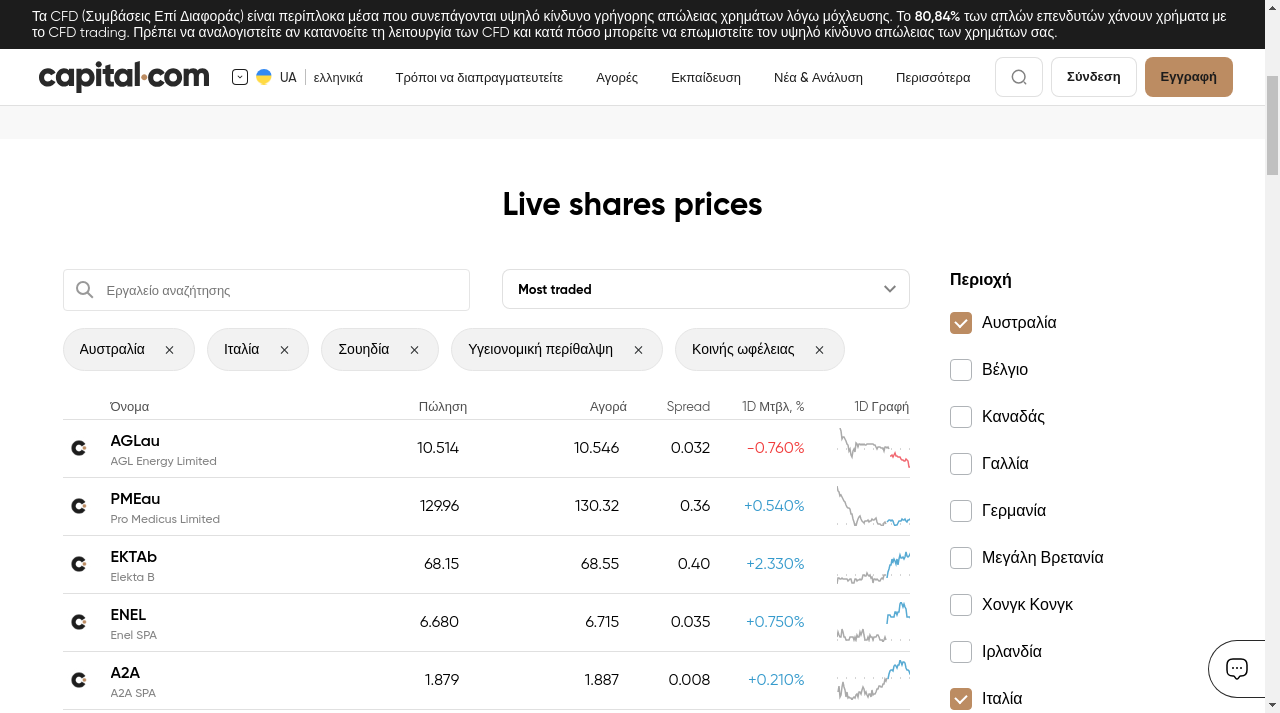 Τα CFD (Συμβάσεις Επί Διαφοράς) είναι περίπλοκα μέσα που συνεπάγονται υψηλό κίνδυνο γρήγορης απώλειας χρημάτων λόγω μόχλευσης. Το 80,84% των απλών επενδυτών χάνουν χρήματα με
το CFD trading. Πρέπει να αναλογιστείτε αν κατανοείτε τη λειτουργία των CFD και κατά πόσο μπορείτε να επωμιστείτε τον υψηλό κίνδυνο απώλειας των χρημάτων σας.
capital.com UA ελληνικά Τρόποι να διαπραγματευτείτε Αγορές Εκπαίδευση Νέα & Ανάλυση Περισσότερα Σύνδεση Εγγραφή
Live shares prices
Εργαλείο αναζήτησης Most traded
Αυστραλία Ιταλία Σουηδία Υγειονομική περίθαλψη Κοινής ωφέλειας
Όνομα Πώληση Αγορά Spread 1D Μτβλ, % 1D Γραφή
AGLau 10.514 10.546 0.032 -0.760%
AGL Energy Limited
PMEau 129.96 130.32 0.36 +0.540%
Pro Medicus Limited
EKTAb 68.15 68.55 0.40 +2.330%
Elekta B
ENEL 6.680 6.715 0.035 +0.750%
Enel SPA
A2A 1.879 1.887 0.008 +0.210%
A2A SPA
Περιοχή
Αυστραλία
Βέλγιο
Καναδάς
Γαλλία
Γερμανία
Μεγάλη Βρετανία
Χονγκ Κονγκ
Ιρλανδία
Ιταλία